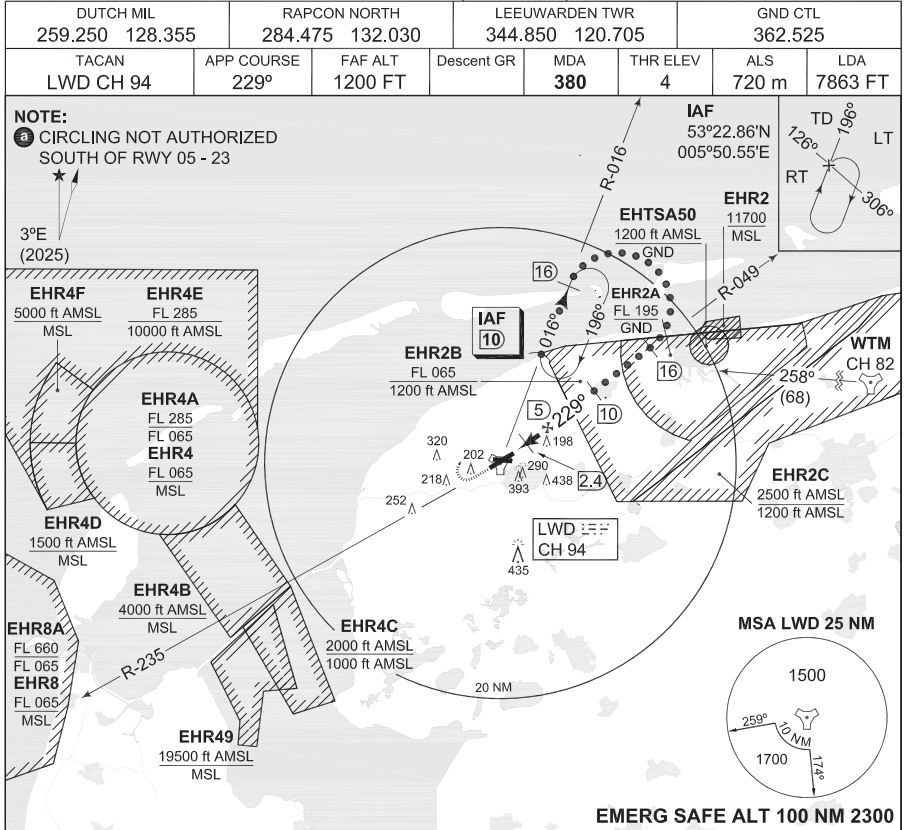 DUTCH MIL
259.250 128.355
RAPCON NORTH
284.475 132.030
LEEUWARDEN TWR
344.850 120.705
GND CTL
362.525
TACAN
LWD CH 94
APP COURSE
229º
FAF ALT
1200 FT
Descent GR
MDA
380
THR ELEV
4
ALS
720 m
LDA
7863 FT
NOTE:
a CIRCLING NOT AUTHORIZED
SOUTH OF RWY 05 - 23
3ºE
(2025)
IAF
53º22.86'N
005º50.55'E
TD
196º
LT
126º
RT
306º
R-016
EHR2
11700
MSL
EHTSA50
1200 ft AMSL
GND
R-049
16
EHR2A
FL 195
GND
IAF
10
016º
196º
EHR2B
FL 065
1200 ft AMSL
16
WTM
CH 82
258º
(68)
10
5
229º
EHR4F
5000 ft AMSL
MSL
EHR4E
FL 285
10000 ft AMSL
EHR4A
FL 285
FL 065
EHR4
FL 065
MSL
320
202
198
218
290
393
438
2.4
252
EHR2C
2500 ft AMSL
1200 ft AMSL
EHR4D
1500 ft AMSL
MSL
LWD
CH 94
435
EHR4B
4000 ft AMSL
MSL
EHR8A
FL 660
FL 065
EHR8
FL 065
MSL
R-235
EHR4C
2000 ft AMSL
1000 ft AMSL
20 NM
EHR49
19500 ft AMSL
MSL
MSA LWD 25 NM
1500
259º
10 NM
1700
174º
EMERG SAFE ALT 100 NM 2300